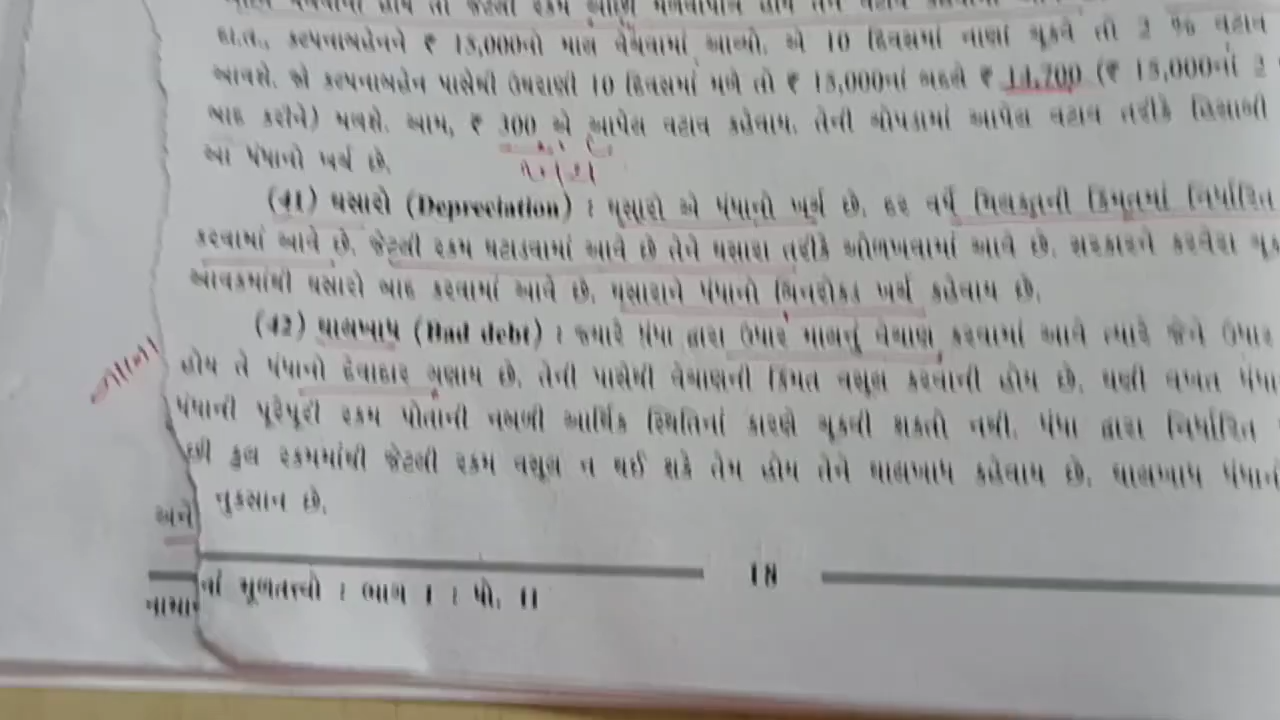 દા.ત., કલ્પનાબહેનને ₹ 15,000નો માલ વેચવામાં આવ્યો. એ 10 દિવસમાં નાણાં ચૂકવે તો 2 % વટાવ
આવશે. જો કલ્પનાબહેન પાસેથી ઉઘરાણી 10 દિવસમાં મળે તો ₹ 15,000નાં બદલે ₹ 14,700 (₹ 15,000નાં 2
બાદ કરીને) મળશે. આમ, ₹ 300 એ આપેલ વટાવ કહેવાય. તેની ચોપડામાં આપેલ વટાવ તરીકે હિસાબી
આ ધંધાનો ખર્ચ છે.
(41) ઘસારો (Depreciation) : ઘસારો એ ધંધાનો ખર્ચ છે. દર વર્ષે મિલકતની કિંમતમાં નિર્ધારિત
કરવામાં આવે છે. જેટલી રકમ ઘટાડવામાં આવે છે તેને ઘસારા તરીકે ઓળખવામાં આવે છે. સરકારને કરવેરા
આવકમાંથી ઘસારો બાદ કરવામાં આવે છે. ઘસારાને ધંધાનો બિનરોકડ ખર્ચ કહેવાય છે.
(42) ઘાલખાધ (Bad debt) : જ્યારે ધંધા દ્વારા ઉધાર માલનું વેચાણ કરવામાં આવે ત્યારે જેને ઉધાર
હોય તે ધંધાનો દેવાદાર ગણાય છે. તેની પાસેથી વેચાણની કિંમત વસૂલ કરવાની હોય છે. ઘણી વખત
ધંધાની પૂરેપૂરી રકમ પોતાની નબળી આર્થિક સ્થિતિનાં કારણે ચૂકવી શકતો નથી. ધંધા દ્વારા નિર્ધારિત
છી કુલ રકમમાંથી જેટલી રકમ વસૂલ ન થઈ શકે તેમ હોય તેને ઘાલખાધ કહેવાય છે. ઘાલખાધ
નુકસાન છે.
અને
18
નાં મૂળતત્ત્વો : ભાગ 1 : ધો. 11
નામાન